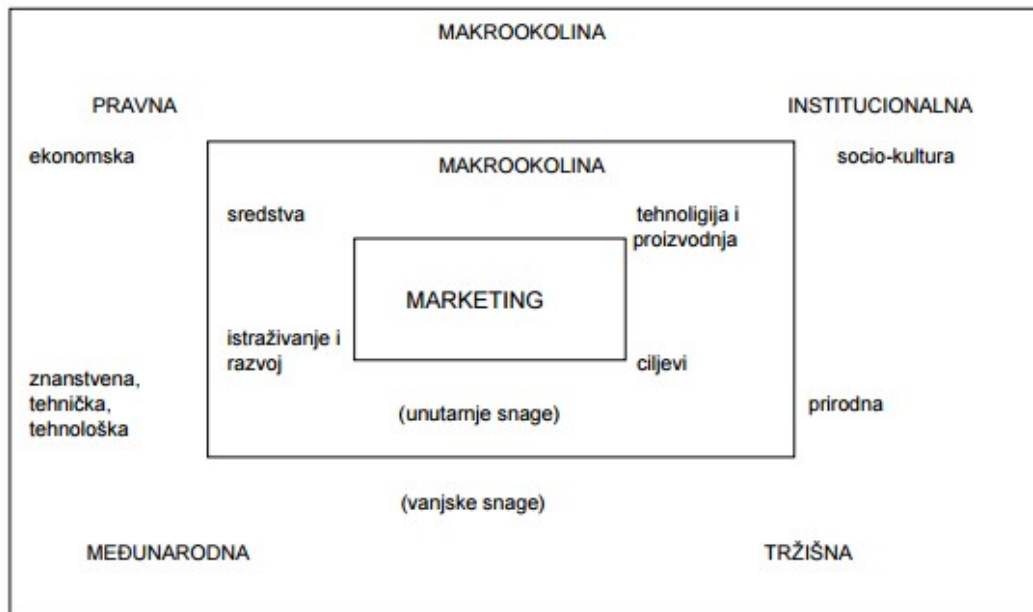 MAKROOKOLINA
PRAVNA
INSTITUCIONALNA
ekonomska
MAKROOKOLINA
socio-kultura
sredstva
tehnoligija i
proizvodnja
MARKETING
istraživanje i
razvoj
ciljevi
znanstvena,
tehnička,
tehnološka
(unutarnje snage)
prirodna
(vanjske snage)
MEĐUNARODNA
TRŽIŠNA